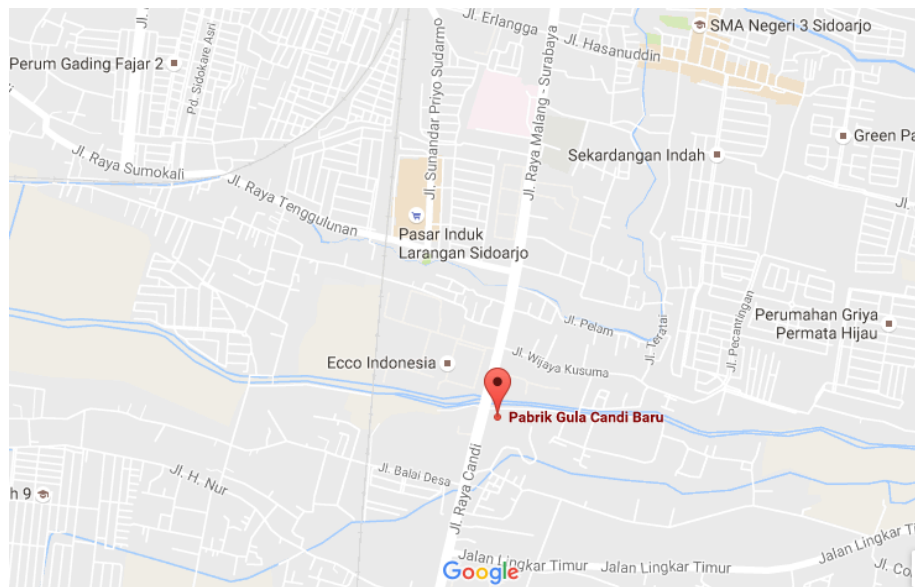 Jl. Erlangga
SMA Negeri 3 Sidoarjo
Jl. Hasanuddin
Perum Gading Fajar 2
Pd. Sidokare Asri
Jl. Sunandar Priyo Sudarmo
Jl. Raya Malang - Surabaya
Green Pa
Sekardangan Indah
Jl. Raya Sumokali
Jl. Raya Tenggulunan
Jl.
Pasar Induk
Larangan Sidoarjo
Jl. Pelam
Jl. Teratai
Jl. Pecantingan
Perumahan Griya
Permata Hijau
Ecco Indonesia
Jl. Wijaya Kusuma
Pabrik Gula Candi Baru
Jl. Raya Candi
Jl. Balai Desa
Jl. H. Nur
h 9
Jalan Lingkar Timur
Jalan Lingkar Timur
Jl. Co
Google